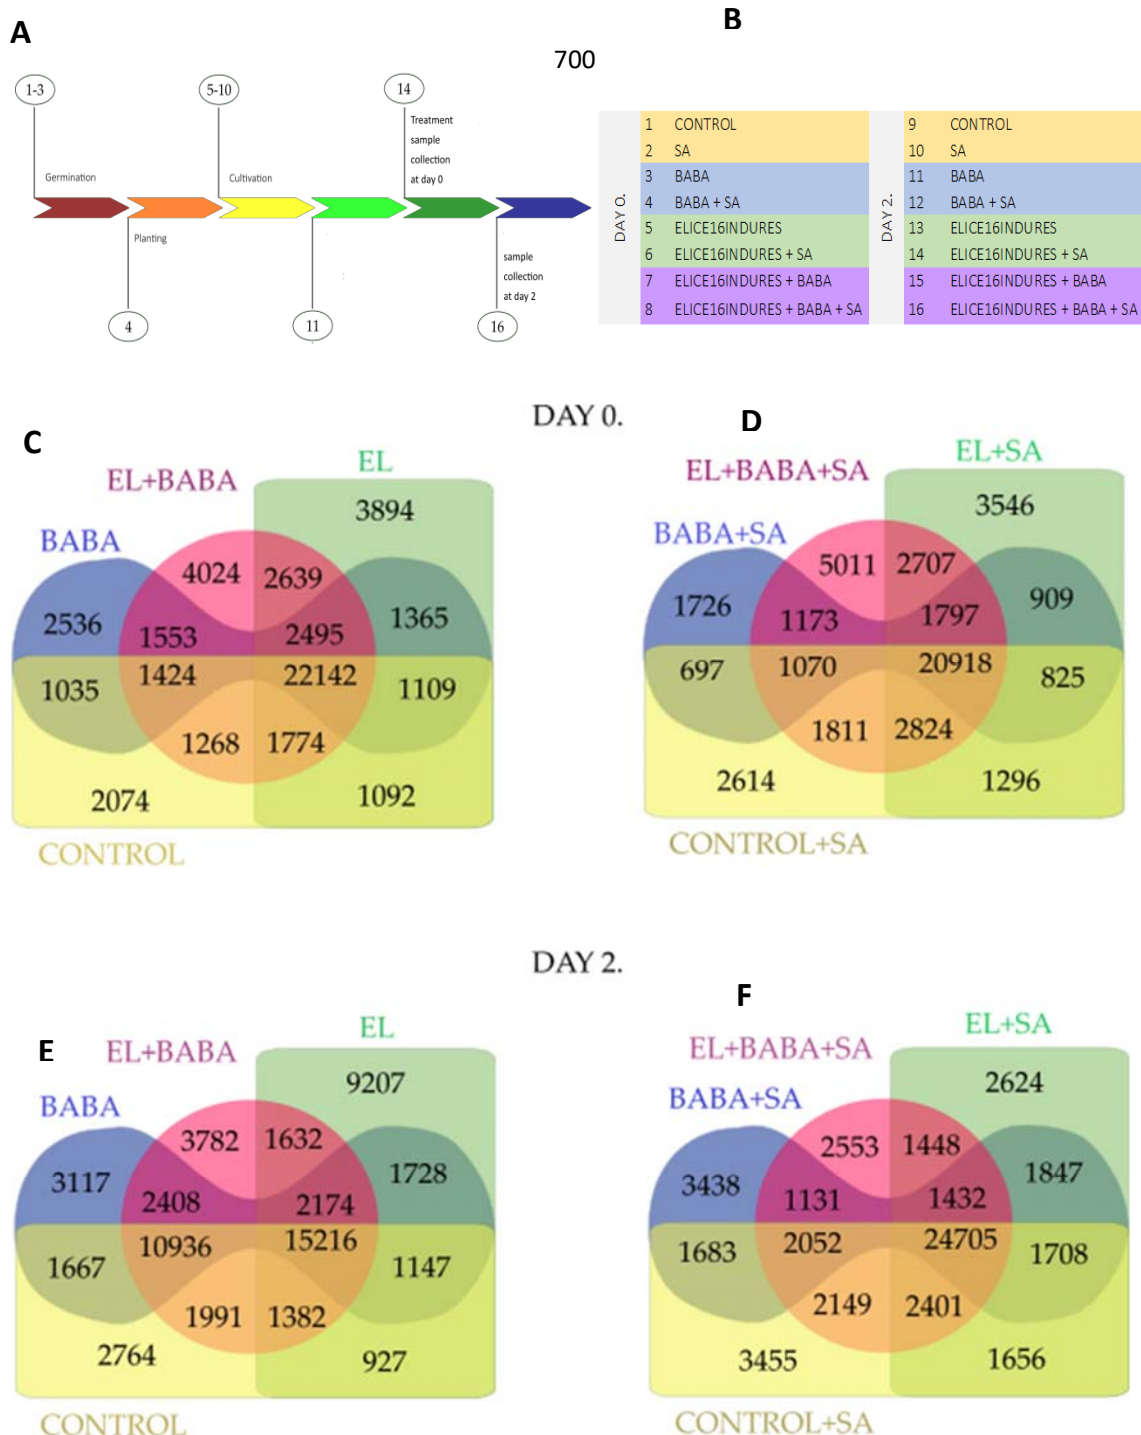 A
B
700
1-3
5-10
14
Treatment
sample
collection
at day 0
Germination
Cultivation
Planting
sample
collection
at day 2
4
11
16
DAY 0.
1 CONTROL
2 SA
3 BABA
4 BABA + SA
5 ELICE16INDURES
6 ELICE16INDURES + SA
7 ELICE16INDURES + BABA
8 ELICE16INDURES + BABA + SA
DAY 2.
9 CONTROL
10 SA
11 BABA
12 BABA + SA
13 ELICE16INDURES
14 ELICE16INDURES + SA
15 ELICE16INDURES + BABA
16 ELICE16INDURES + BABA + SA
DAY 0.
C
EL+BABA
EL
BABA
3894
4024 2639
2536 1553 2495 1365
1035 1424 22142 1109
1268 1774
2074 1092
CONTROL
D
EL+BABA+SA
EL+SA
BABA+SA
3546
5011 2707
1726 1173 1797 909
697 1070 20918 825
1811 2824
2614 1296
CONTROL+SA
DAY 2.
E
EL+BABA
EL
BABA
9207
3782 1632
3117 2408 2174 1728
1667 10936 15216 1147
1991 1382
2764 927
CONTROL
F
EL+BABA+SA
EL+SA
BABA+SA
2624
2553 1448
3438 1131 1432 1847
1683 2052 24705 1708
2149 2401
3455 1656
CONTROL+SA